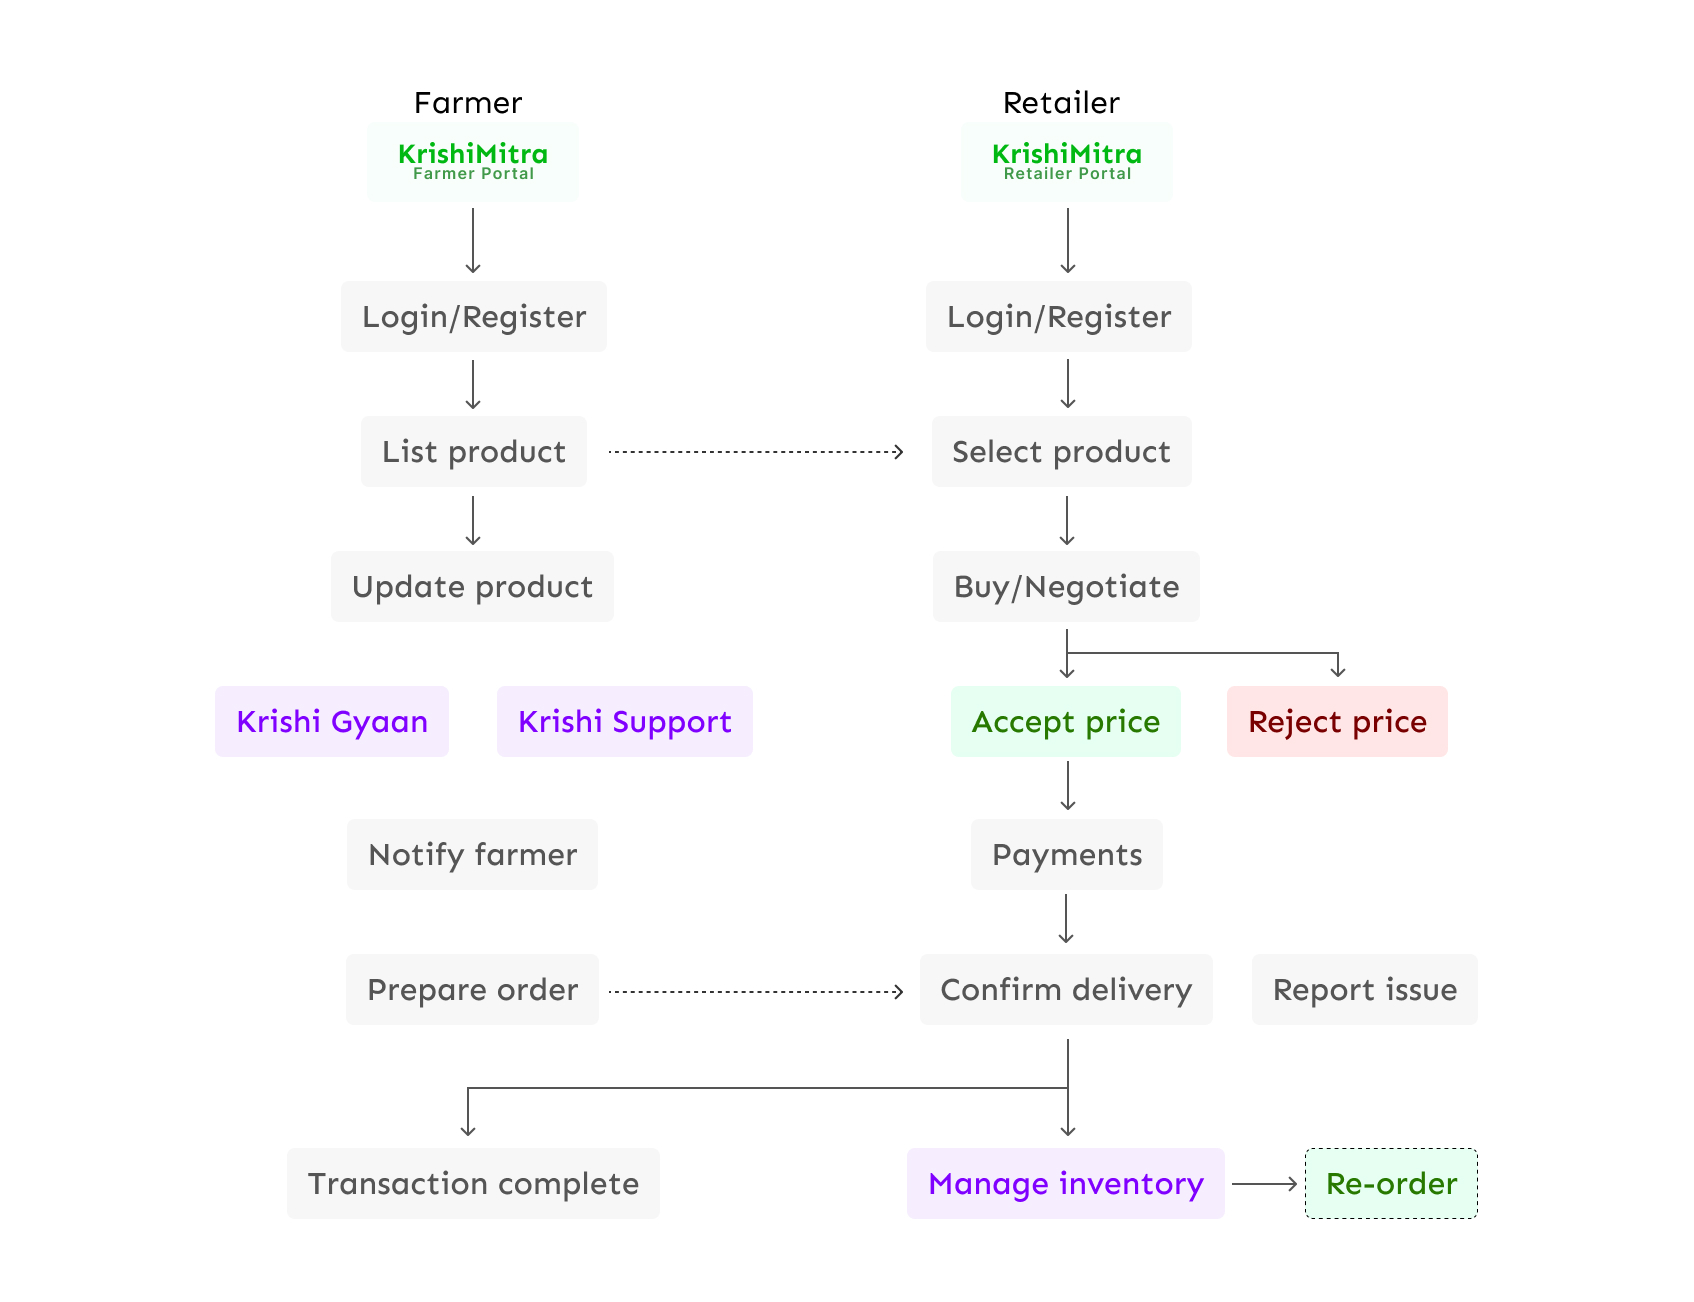 Farmer
Retailer
KrishiMitra
Farmer Portal
KrishiMitra
Retailer Portal
Login/Register
Login/Register
List product
Select product
Update product
Buy/Negotiate
Krishi Gyaan
Krishi Support
Accept price
Reject price
Notify farmer
Payments
Prepare order
Confirm delivery
Report issue
Transaction complete
Manage inventory
Re-order